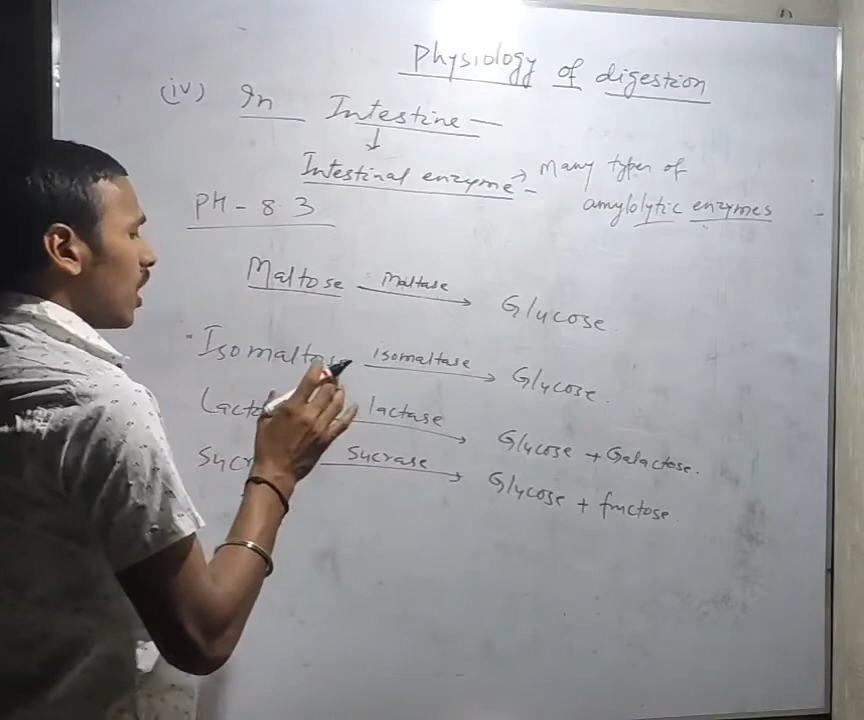 Physiology of digestion
(iv) In Intestine —
Intestinal enzyme → Many types of
amylolytic enzymes
PH - 8.3
Maltose Maltase → Glucose
isomaltase → Glucose.
lactase → Glucose + Galactose.
Sucrase → Glucose + fructose.